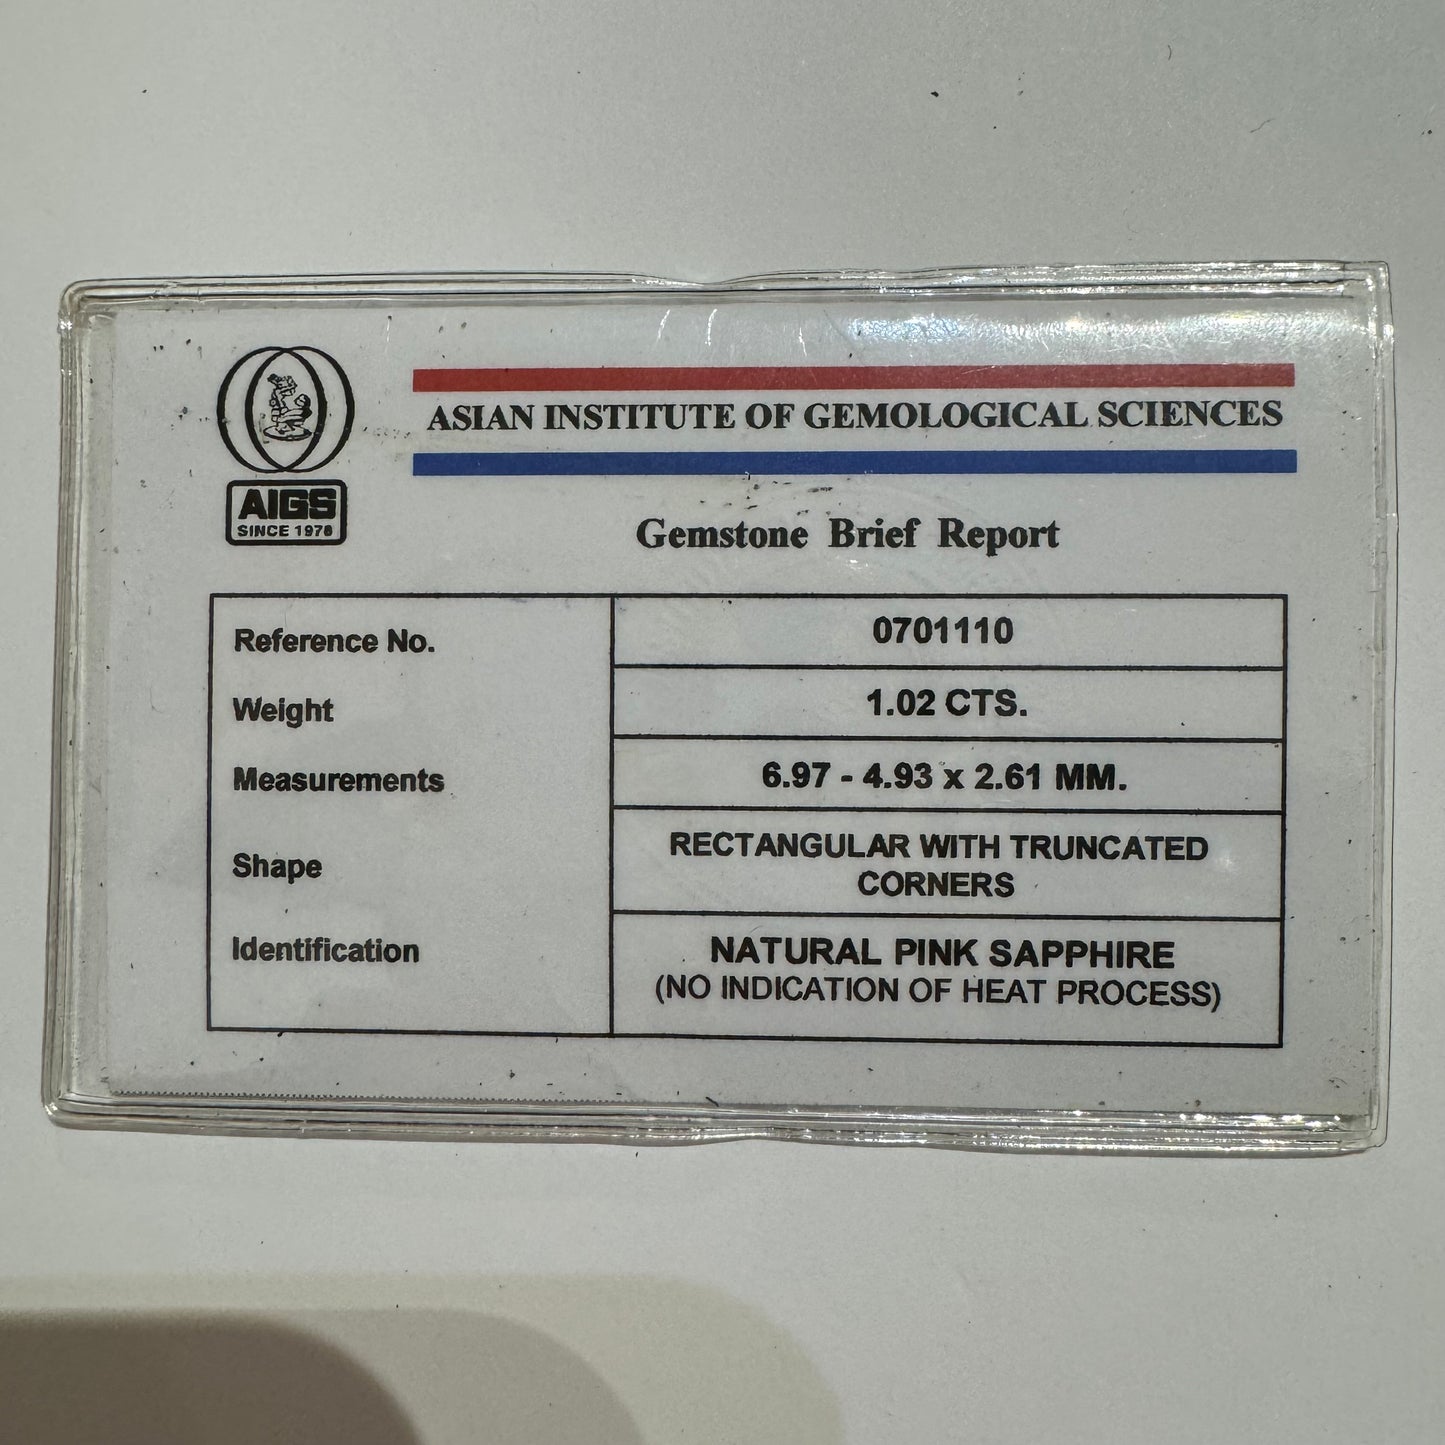 ASIAN INSTITUTE OF GEMOLOGICAL SCIENCES
AIGS
SINCE 1978
Gemstone Brief Report
Reference No.
0701110
Weight
1.02 CTS.
Measurements
6.97 - 4.93 x 2.61 MM.
Shape
RECTANGULAR WITH TRUNCATED
CORNERS
Identification
NATURAL PINK SAPPHIRE
(NO INDICATION OF HEAT PROCESS)